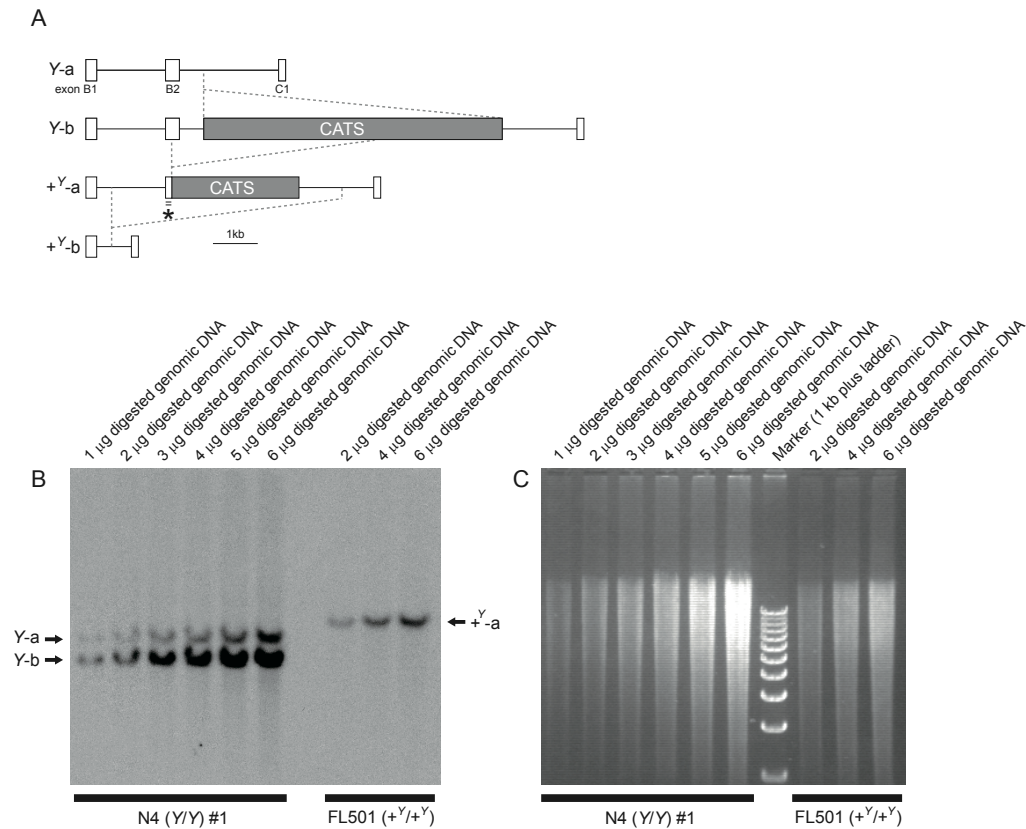 A
Y-a
exon B1
B2
C1
Y-b
CATS
+Y-a
CATS
*
1kb
+Y-b
1 μg digested genomic DNA
2 μg digested genomic DNA
3 μg digested genomic DNA
4 μg digested genomic DNA
5 μg digested genomic DNA
6 μg digested genomic DNA
2 μg digested genomic DNA
4 μg digested genomic DNA
6 μg digested genomic DNA
1 μg digested genomic DNA
2 μg digested genomic DNA
3 μg digested genomic DNA
4 μg digested genomic DNA
5 μg digested genomic DNA
6 μg digested genomic DNA
Marker (1 kb plus ladder)
2 μg digested genomic DNA
4 μg digested genomic DNA
6 μg digested genomic DNA
B
C
Y-a
Y-b
+Y-a
N4 (Y/Y) #1
FL501 (+Y/+Y)
N4 (Y/Y) #1
FL501 (+Y/+Y)